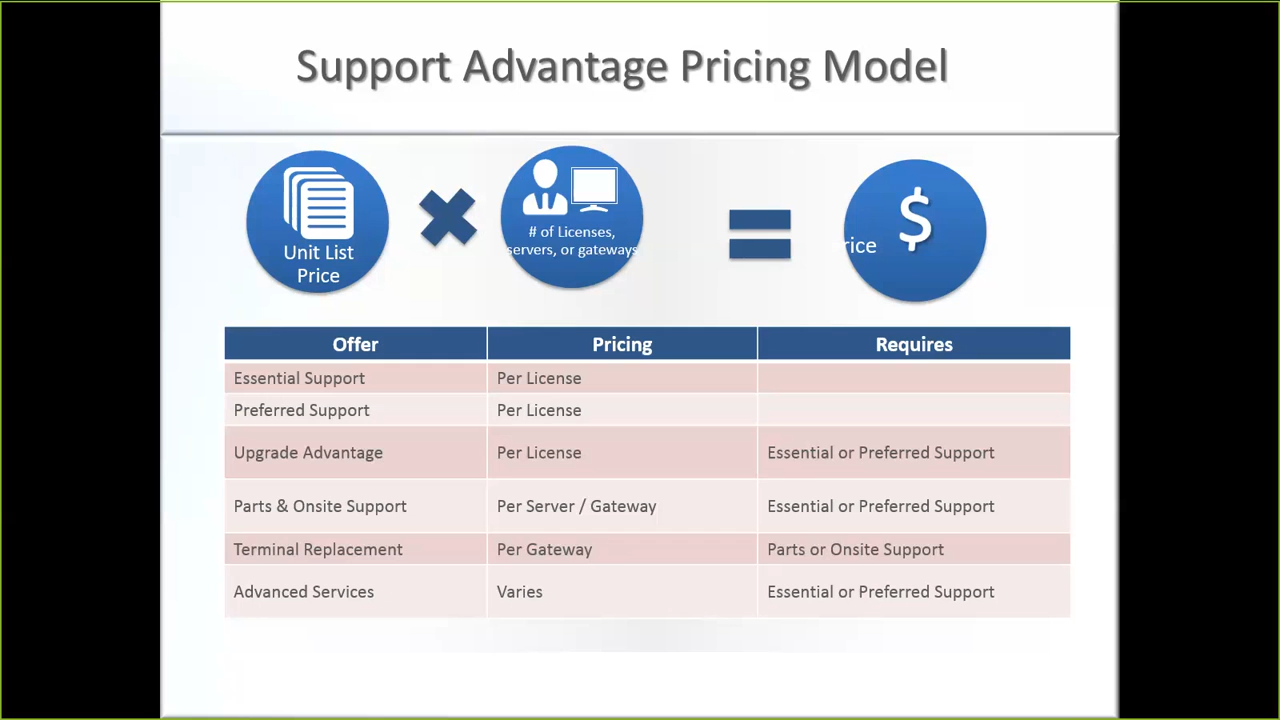 Support Advantage Pricing Model
Unit List
Price
# of Licenses,
servers, or gateways
$
rice
Offer Pricing Requires
Essential Support Per License
Preferred Support Per License
Upgrade Advantage Per License Essential or Preferred Support
Parts & Onsite Support Per Server / Gateway Essential or Preferred Support
Terminal Replacement Per Gateway Parts or Onsite Support
Advanced Services Varies Essential or Preferred Support